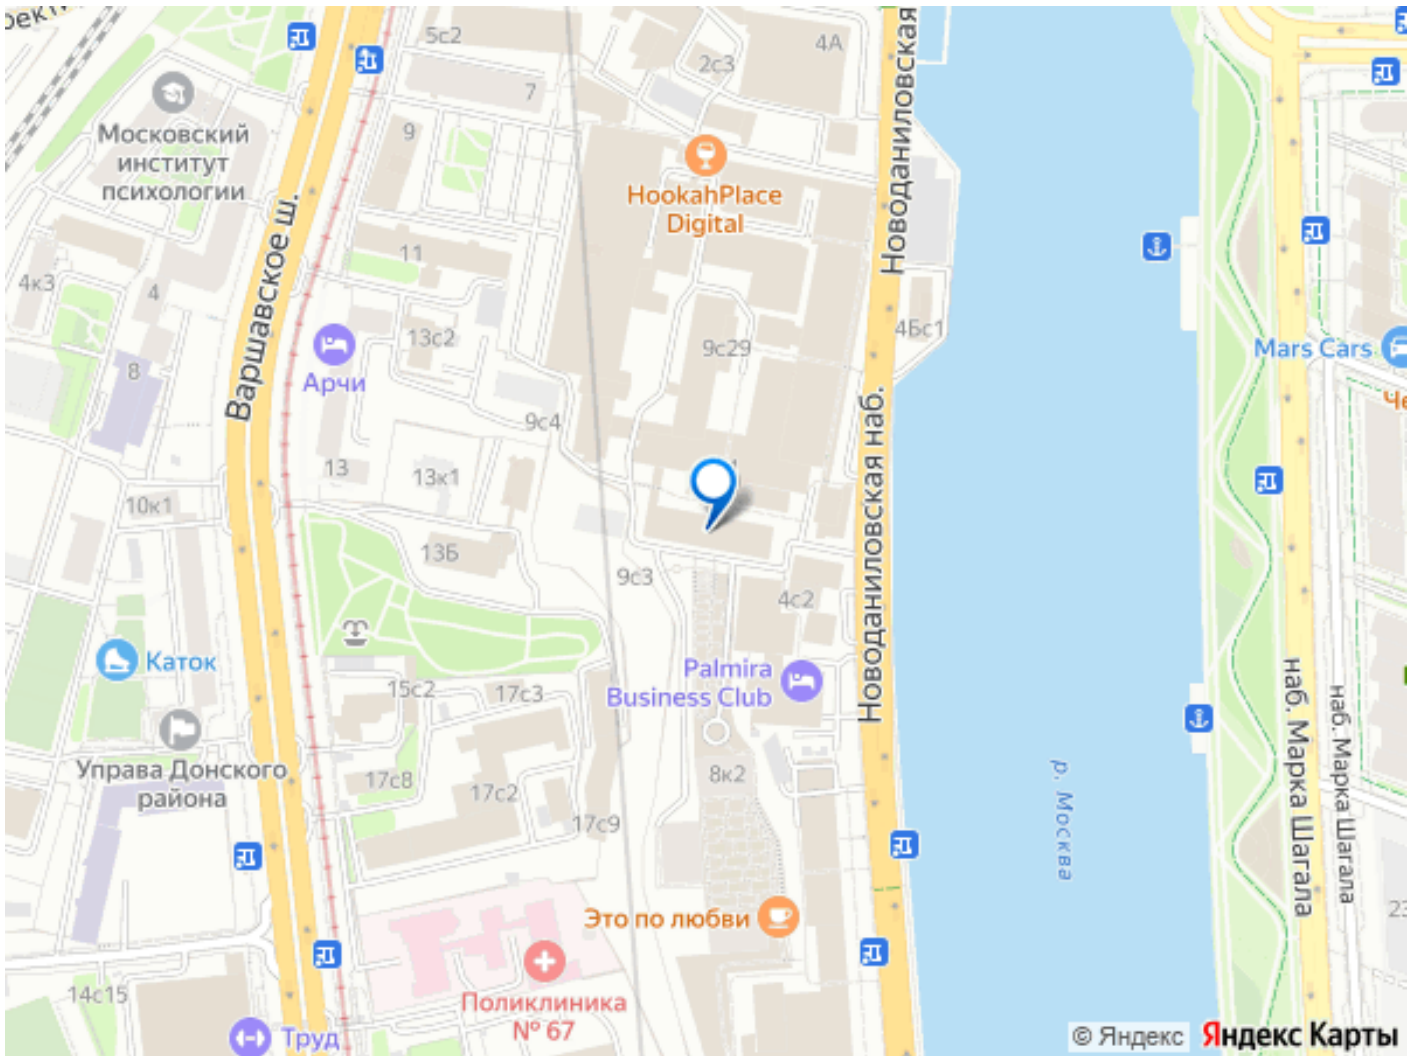 5с2
4А
2с3
7
Новоданиловская
Московский
институт
психологии
9
HookahPlace
Digital
Варшавское ш.
11
4к3
4
13с2
4Бс1
9с29
Mars Cars
Арчи
8
9с4
13
13к1
10к1
Новоданиловская наб.
13Б
9с3
4с2
Каток
Palmira
Business Club
15с2
17с3
наб. Марка Шагала
наб. Марка Шагала
Управа Донского
района
17с8
17с2
8к2
р. Москва
17с9
Это по любви
Поликлиника
№ 67
14с15
Труд
© Яндекс
Яндекс Карты